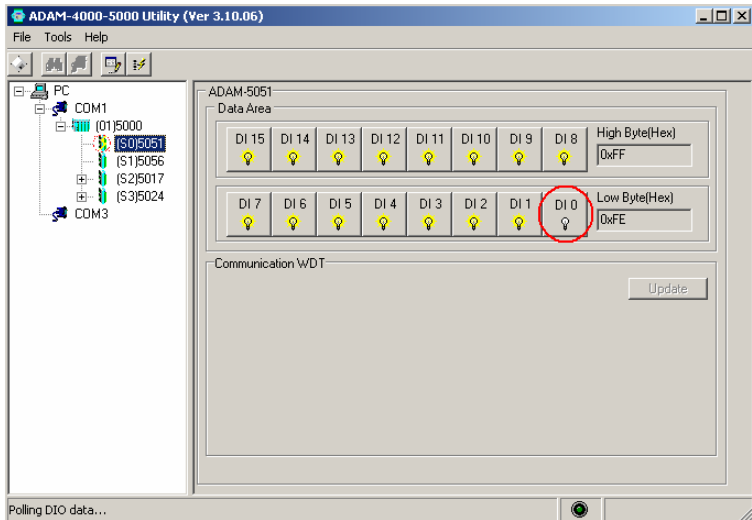 ADAM-4000-5000 Utility (Ver 3.10.06)
File Tools Help
PC
COM1
(01)5000
(S0)5051
(S1)5056
(S2)5017
(S3)5024
COM3
ADAM-5051
Data Area
DI 15 DI 14 DI 13 DI 12 DI 11 DI 10 DI 9 DI 8 High Byte(Hex)
0xFF
DI 7 DI 6 DI 5 DI 4 DI 3 DI 2 DI 1 DI 0 Low Byte(Hex)
0xFE
Communication WDT
Update
Polling DIO data...